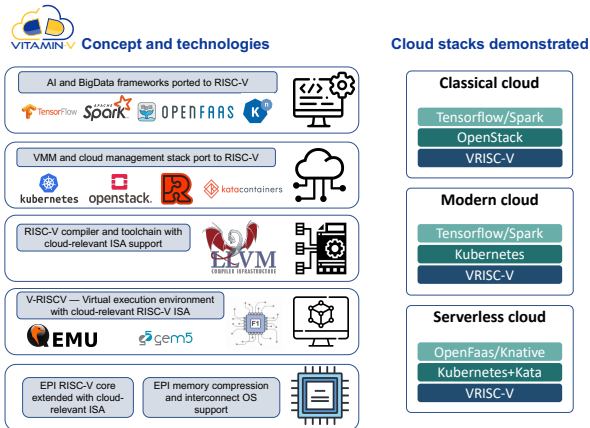 VITAMIN-V
Concept and technologies
AI and BigData frameworks ported to RISC-V
TensorFlow
APACHE
Spark
OPENFAAS
K
n
VMM and cloud management stack port to RISC-V
kubernetes
openstack.
katacontainers
RISC-V compiler and toolchain with
cloud-relevant ISA support
LLVM
COMPILER INFRASTRUCTURE
V-RISCV — Virtual execution environment
with cloud-relevant RISC-V ISA
QEMU
gem5
F1
EPI RISC-V core
extended with cloud-
relevant ISA
EPI memory compression
and interconnect OS
support
Cloud stacks demonstrated
Classical cloud
Tensorflow/Spark
OpenStack
VRISC-V
Modern cloud
Tensorflow/Spark
Kubernetes
VRISC-V
Serverless cloud
OpenFaas/Knative
Kubernetes+Kata
VRISC-V